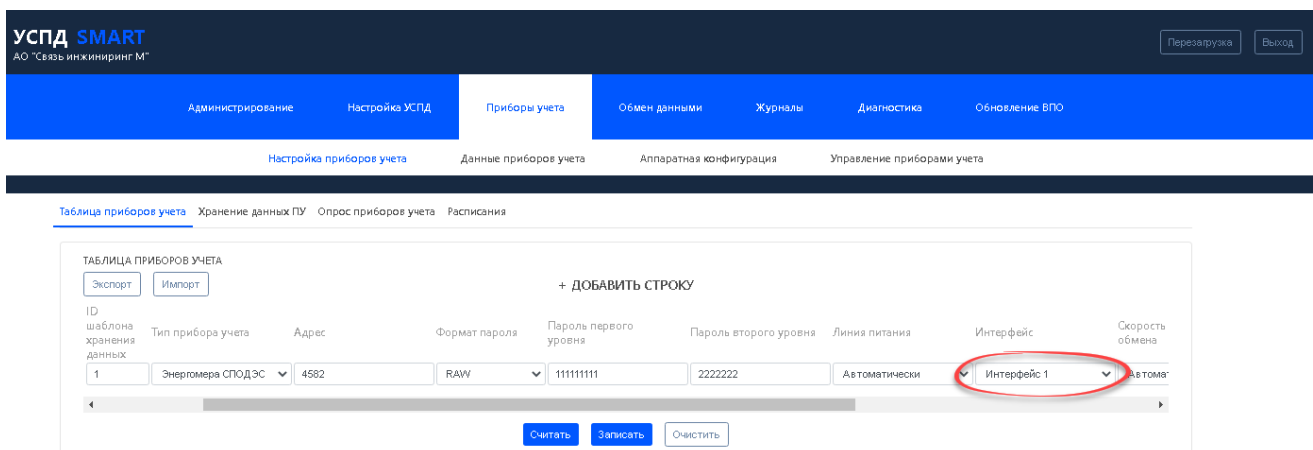 УСПД SMART
АО "Связь инжиниринг М"
Перезагрузка
Выход
Администрирование
Настройка УСПД
Приборы учета
Обмен данными
Журналы
Диагностика
Обновление ВПО
Настройка приборов учета
Данные приборов учета
Аппаратная конфигурация
Управление приборами учета
Таблица приборов учета
Хранение данных ПУ
Опрос приборов учета
Расписания
ТАБЛИЦА ПРИБОРОВ УЧЕТА
Экспорт
Импорт
+ ДОБАВИТЬ СТРОКУ
ID
шаблона
хранения
данных
Тип прибора учета
Адрес
Формат пароля
Пароль первого
уровня
Пароль второго уровня
Линия питания
Интерфейс
Скорость
обмена
1
Энергомера СПОДЭС
4582
RAW
111111111
2222222
Автоматически
Интерфейс 1
Автомат
Считать
Записать
Очистить